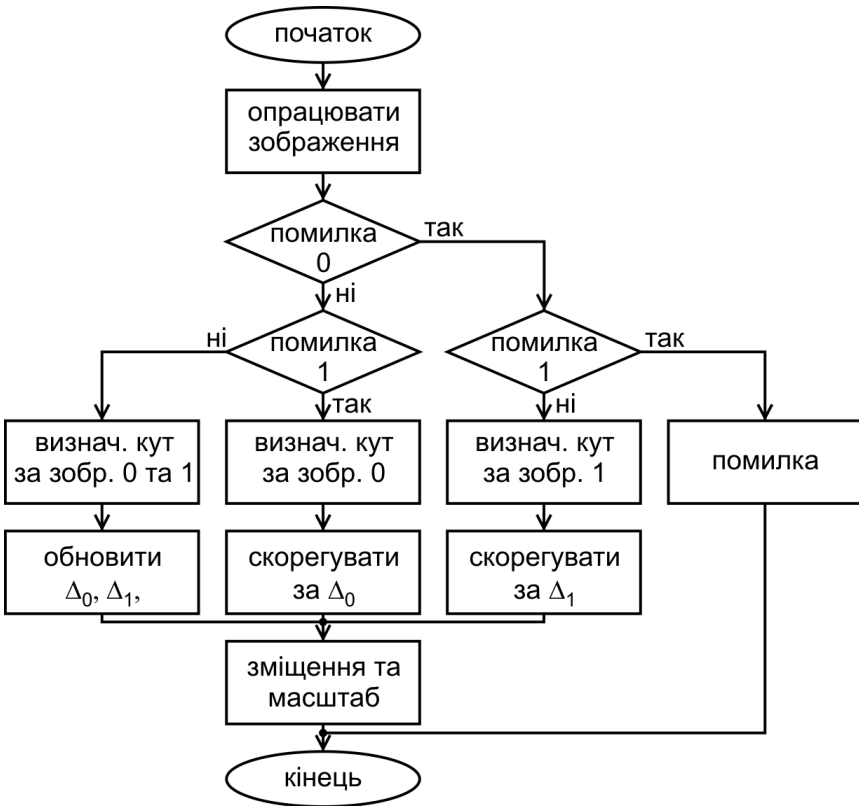 початок
опрацювати
зображення
помилка
0
так
ні
ні
помилка
1
так
помилка
1
так
ні
визнач. кут
за зобр. 0 та 1
визнач. кут
за зобр. 0
визнач. кут
за зобр. 1
помилка
обновити
Δ₀, Δ₁,
скорегувати
за Δ₀
скорегувати
за Δ₁
зміщення та
масштаб
кінець